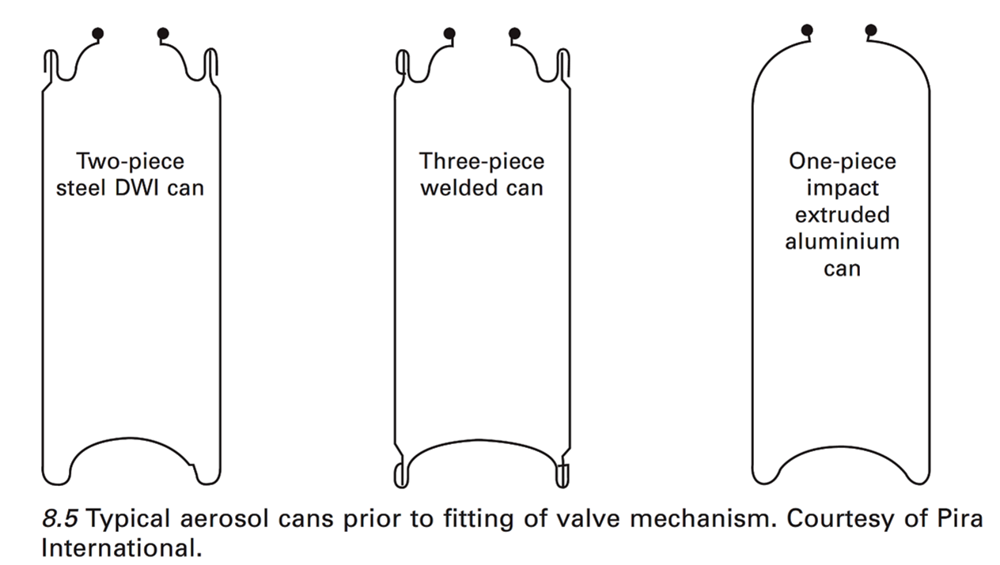 Two-piece
steel DWI can
Three-piece
welded can
One-piece
impact
extruded
aluminium
can
8.5 Typical aerosol cans prior to fitting of valve mechanism. Courtesy of Pira
International.